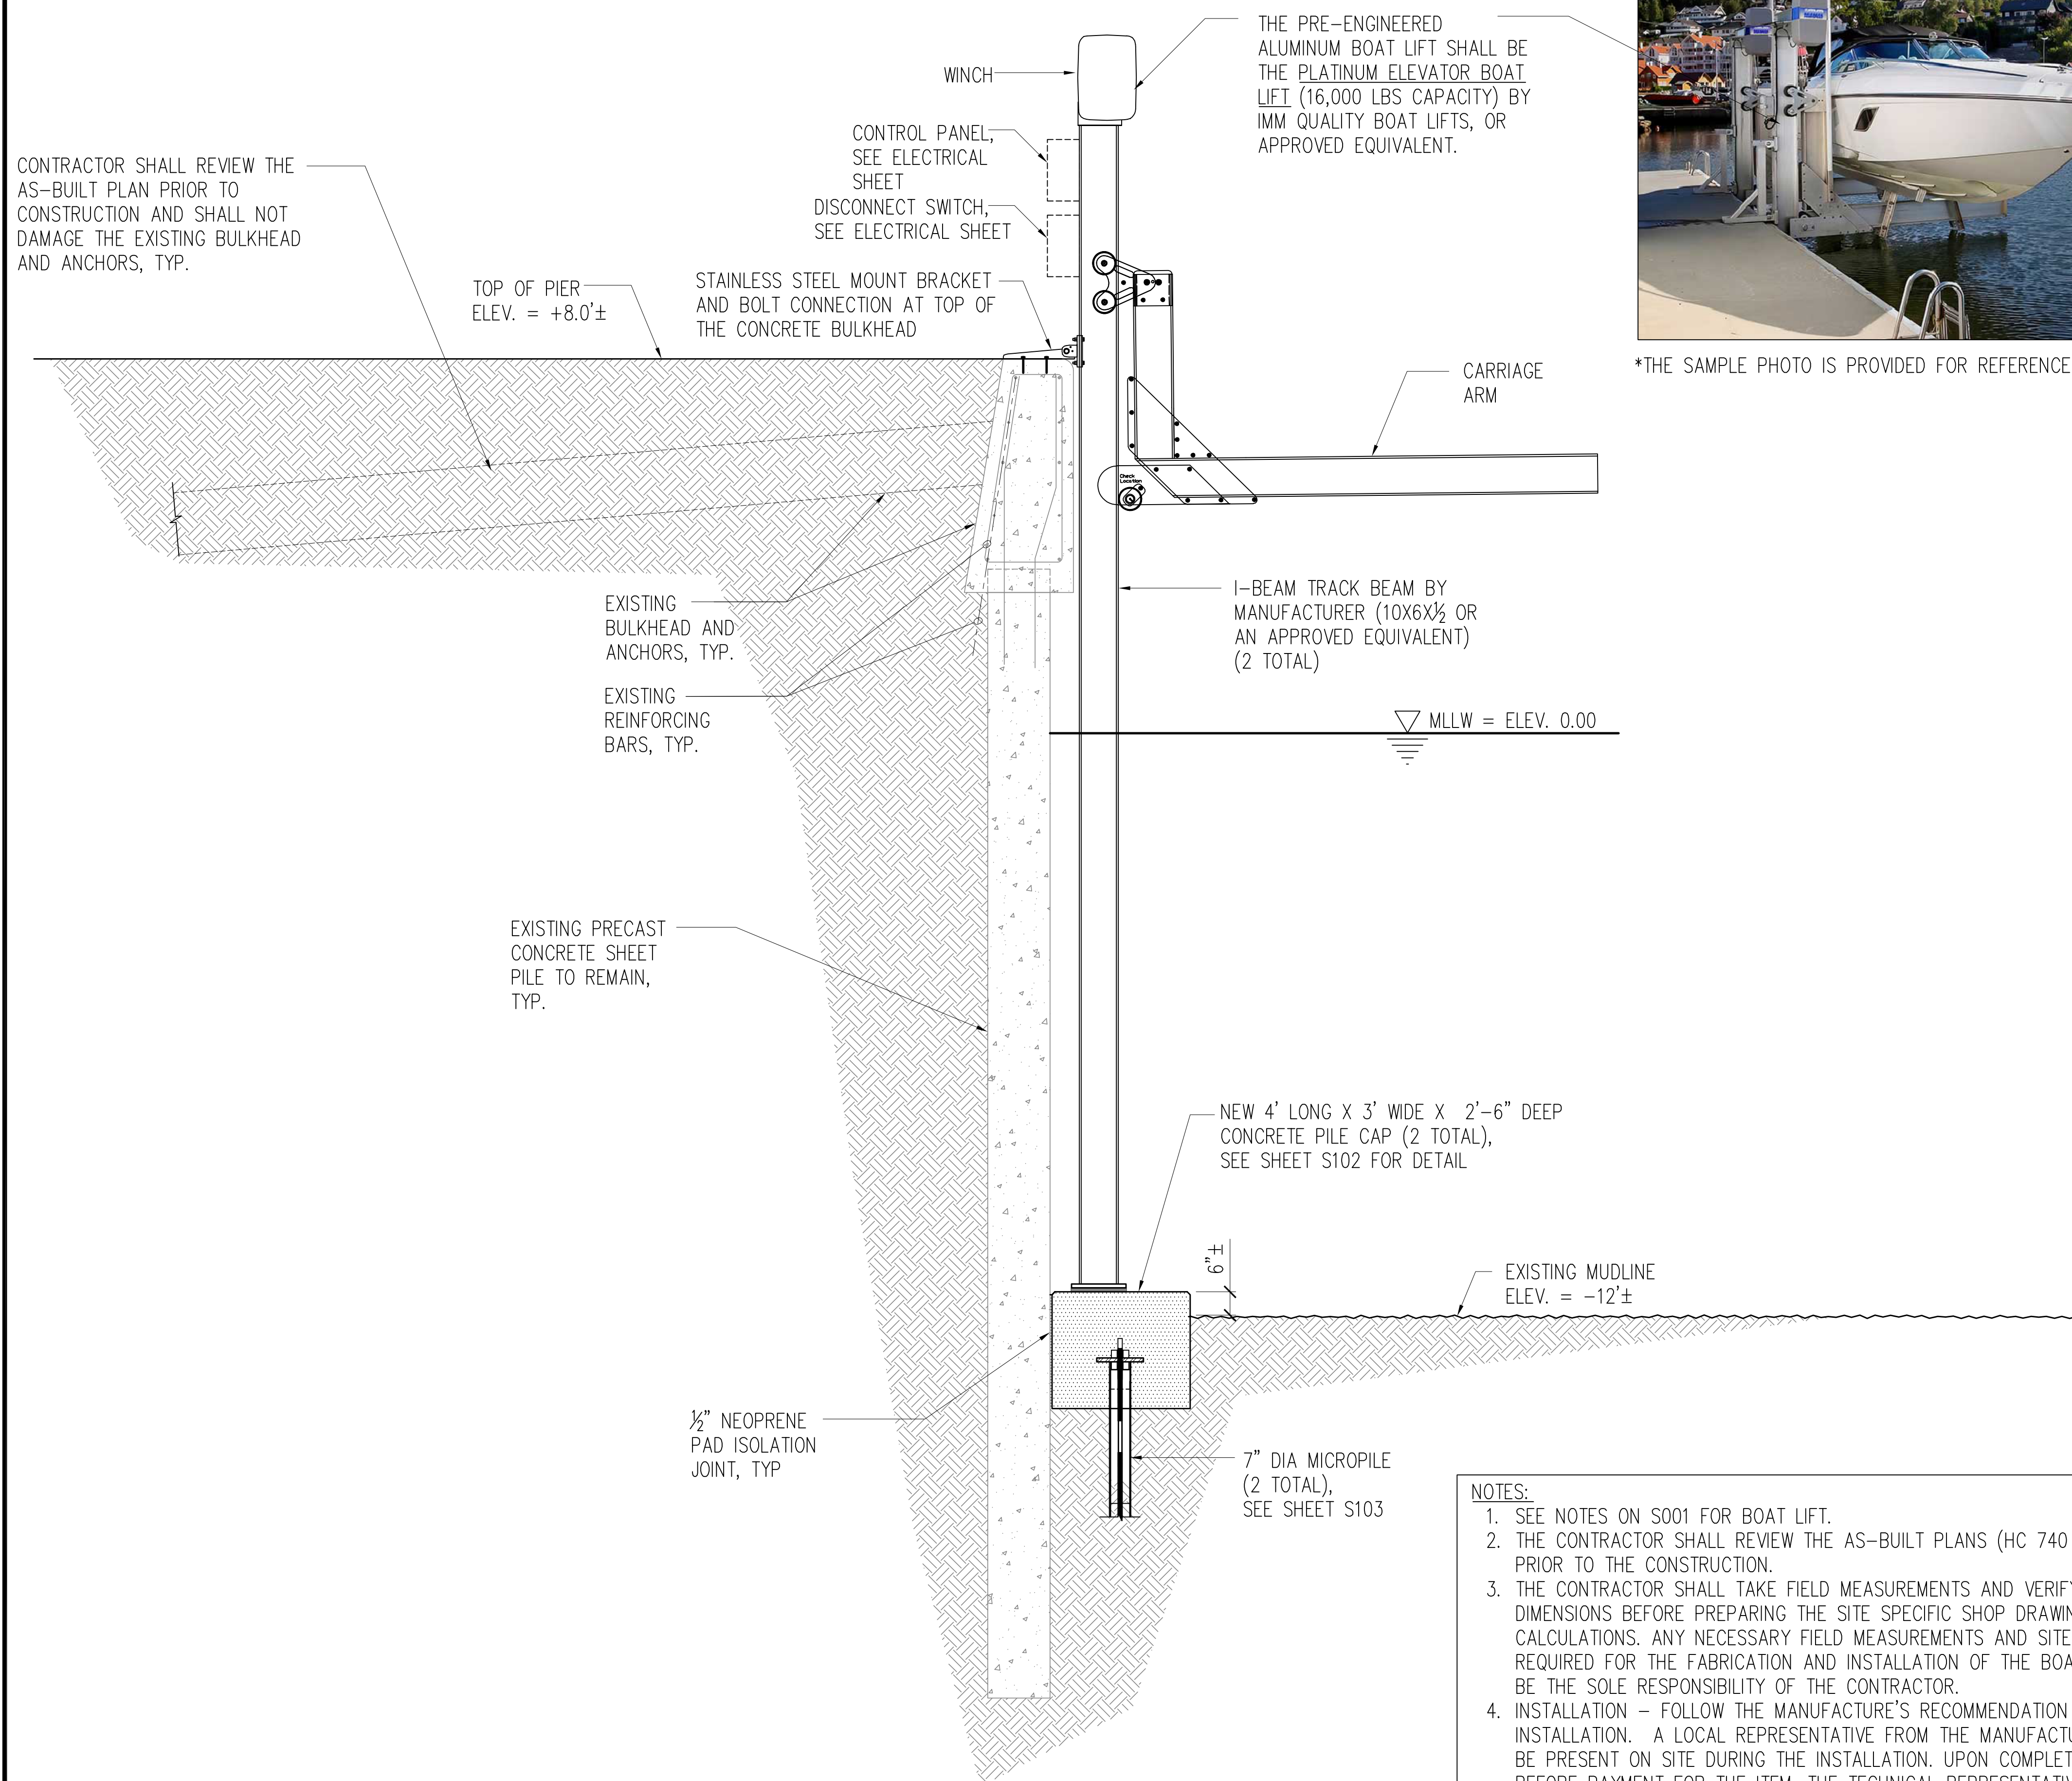 THE PRE-ENGINEERED
ALUMINUM BOAT LIFT SHALL BE
THE PLATINUM ELEVATOR BOAT
LIFT (16,000 LBS CAPACITY) BY
IMM QUALITY BOAT LIFTS, OR
APPROVED EQUIVALENT.
WINCH
CONTROL PANEL,
SEE ELECTRICAL
SHEET
DISCONNECT SWITCH,
SEE ELECTRICAL SHEET
CONTRACTOR SHALL REVIEW THE
AS-BUILT PLAN PRIOR TO
CONSTRUCTION AND SHALL NOT
DAMAGE THE EXISTING BULKHEAD
AND ANCHORS, TYP.
TOP OF PIER
ELEV. = +8.0'±
STAINLESS STEEL MOUNT BRACKET
AND BOLT CONNECTION AT TOP OF
THE CONCRETE BULKHEAD
*THE SAMPLE PHOTO IS PROVIDED FOR REFERENCE
CARRIAGE
ARM
Check
Location
EXISTING
BULKHEAD AND
ANCHORS, TYP.
I-BEAM TRACK BEAM BY
MANUFACTURER (10X6X½ OR
AN APPROVED EQUIVALENT)
(2 TOTAL)
EXISTING
REINFORCING
BARS, TYP.
MLLW = ELEV. 0.00
EXISTING PRECAST
CONCRETE SHEET
PILE TO REMAIN,
TYP.
NEW 4' LONG X 3' WIDE X 2'-6" DEEP
CONCRETE PILE CAP (2 TOTAL),
SEE SHEET S102 FOR DETAIL
6"±
EXISTING MUDLINE
ELEV. = -12'±
½" NEOPRENE
PAD ISOLATION
JOINT, TYP
7" DIA MICROPILE
(2 TOTAL),
SEE SHEET S103
NOTES:
1. SEE NOTES ON S001 FOR BOAT LIFT.
2. THE CONTRACTOR SHALL REVIEW THE AS-BUILT PLANS (HC 740
PRIOR TO THE CONSTRUCTION.
3. THE CONTRACTOR SHALL TAKE FIELD MEASUREMENTS AND VERIFY
DIMENSIONS BEFORE PREPARING THE SITE SPECIFIC SHOP DRAWIN
CALCULATIONS. ANY NECESSARY FIELD MEASUREMENTS AND SITE
REQUIRED FOR THE FABRICATION AND INSTALLATION OF THE BOA
BE THE SOLE RESPONSIBILITY OF THE CONTRACTOR.
4. INSTALLATION - FOLLOW THE MANUFACTURE'S RECOMMENDATION
INSTALLATION. A LOCAL REPRESENTATIVE FROM THE MANUFACTU
BE PRESENT ON SITE DURING THE INSTALLATION. UPON COMPLET
BEFORE PAYMENT FOR THE ITEM, THE TECHNICAL REPRESENTATIV